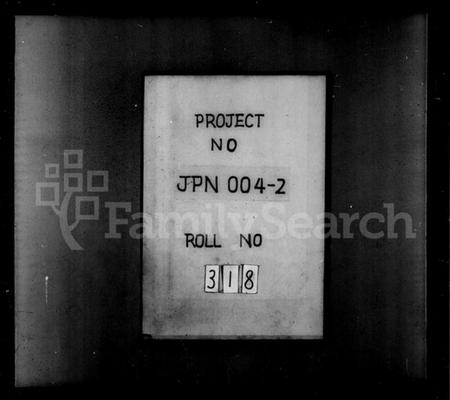 PROJECT
NO
JPN 004-2
FamilySearch
ROLL NO
318